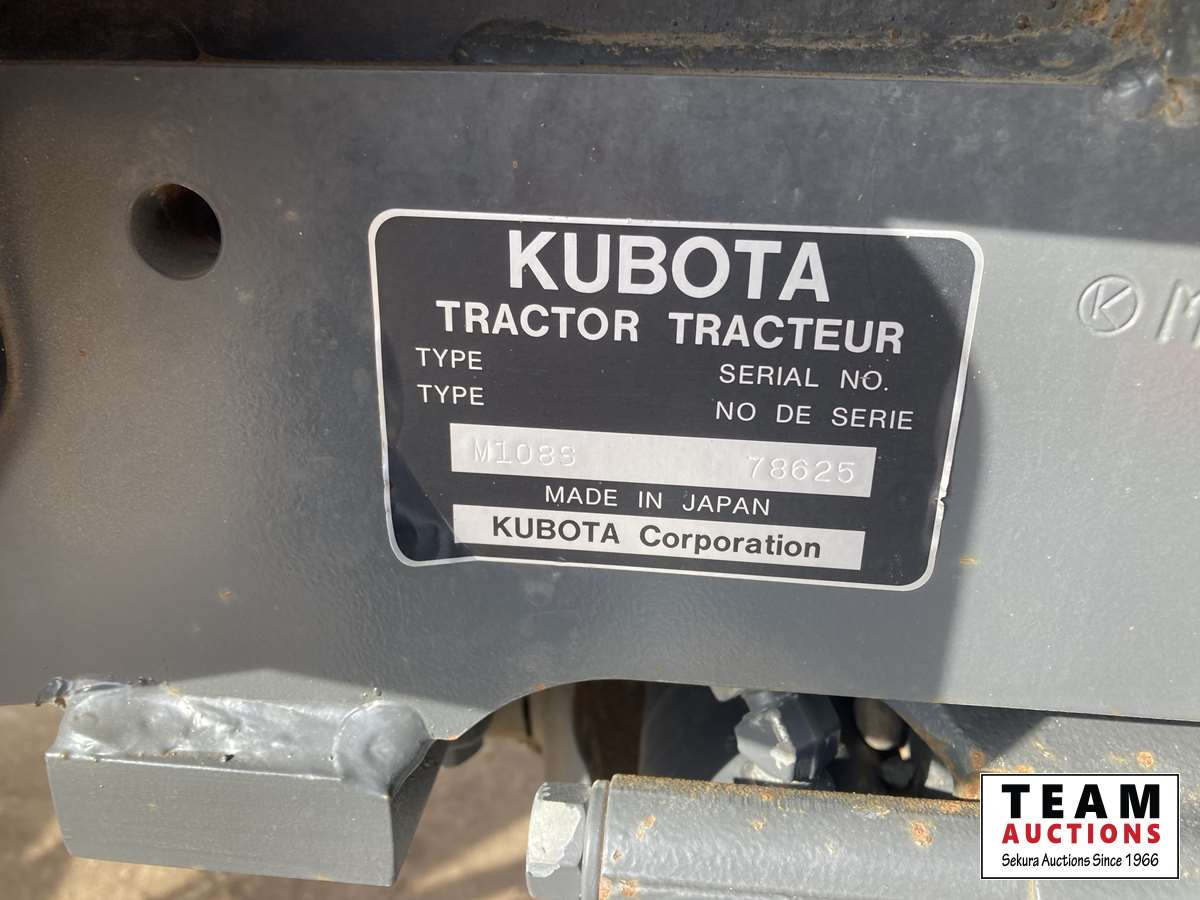 KUBOTA
TRACTOR TRACTEUR
TYPE SERIAL NO.
TYPE NO DE SERIE
M108S 78625
MADE IN JAPAN
KUBOTA Corporation
K
TEAM
AUCTIONS
Sekura Auctions Since 1966